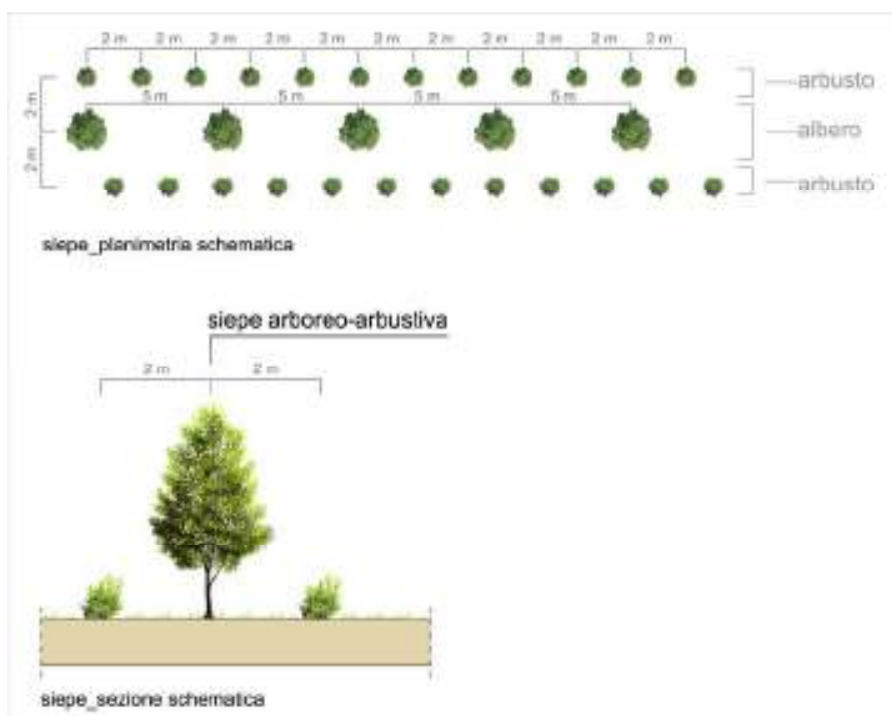 2 m 2 m 2 m 2 m 2 m 2 m 2 m 2 m 2 m 2 m 2 m
arbusto
5 m 5 m 5 m 5 m
2 m
albero
2 m
arbusto
siepe_planimetria schematica
siepe arboreo-arbustiva
2 m 2 m
siepe_sezione schematica